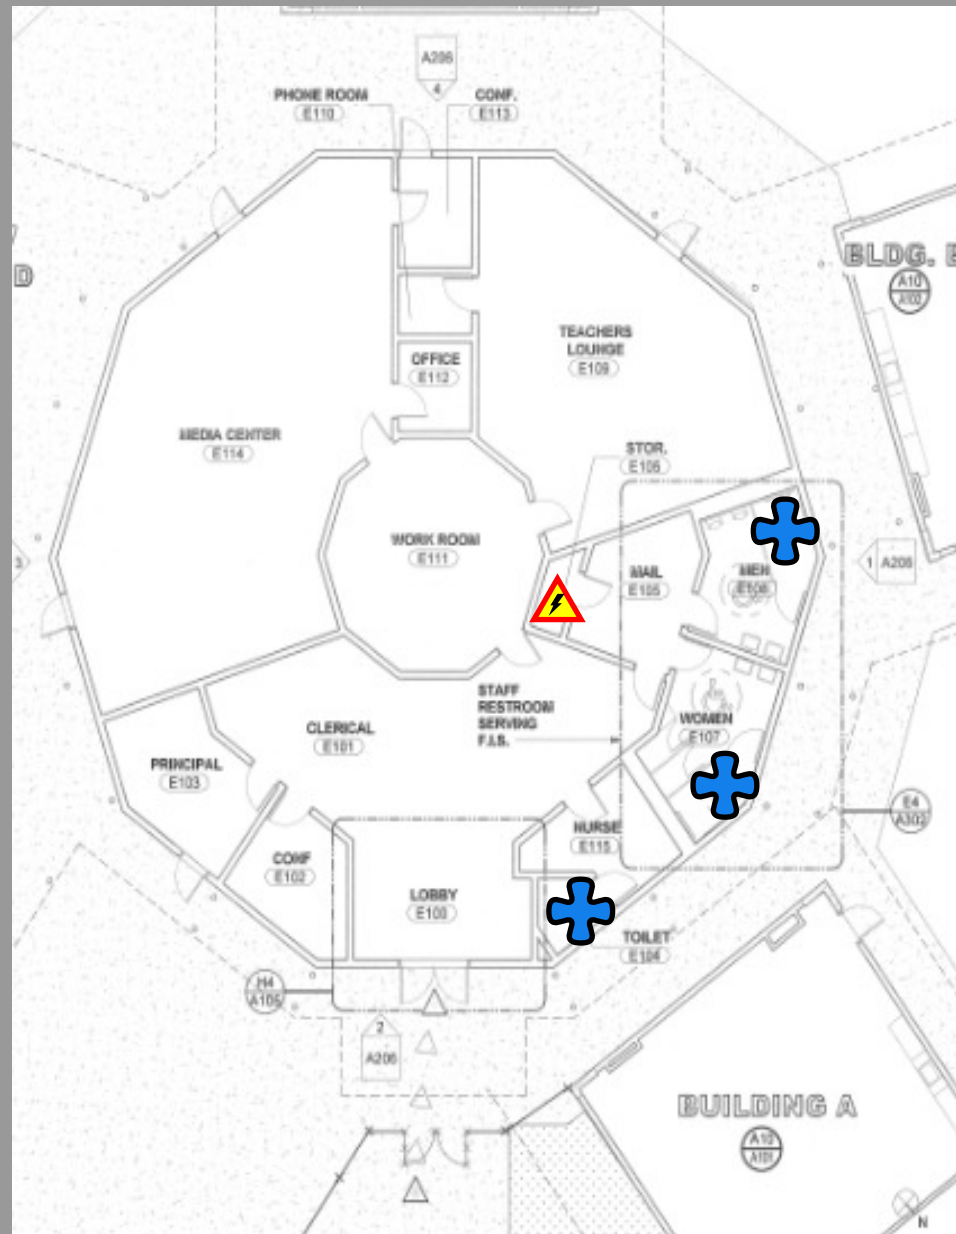 A206
4
PHONE ROOM
E110
CONF.
E113
BLDG. E
A10
A102
D
TEACHERS
LOUNGE
E109
OFFICE
E112
MEDIA CENTER
E114
STOR.
E106
WORK ROOM
E111
MAIL
E105
MEN
E108
1
A206
3
STAFF
RESTROOM
SERVING
F.I.S.
WOMEN
E107
CLERICAL
E101
PRINCIPAL
E103
E4
A302
NURSE
E115
CONF
E102
LOBBY
E100
TOILET
E104
H4
A105
2
A206
BUILDING A
A10
A101
N